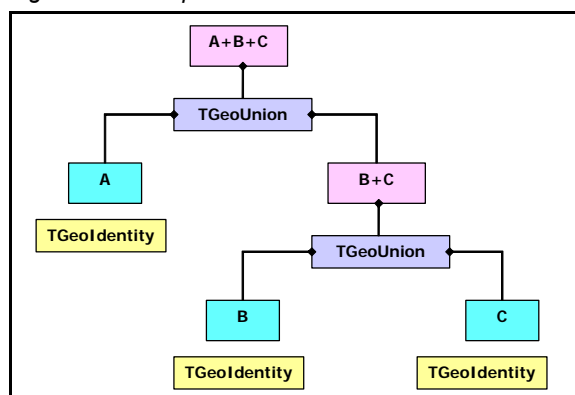 A+B+C
TGeoUnion
A
B+C
TGeoIdentity
TGeoUnion
B
C
TGeoIdentity
TGeoIdentity